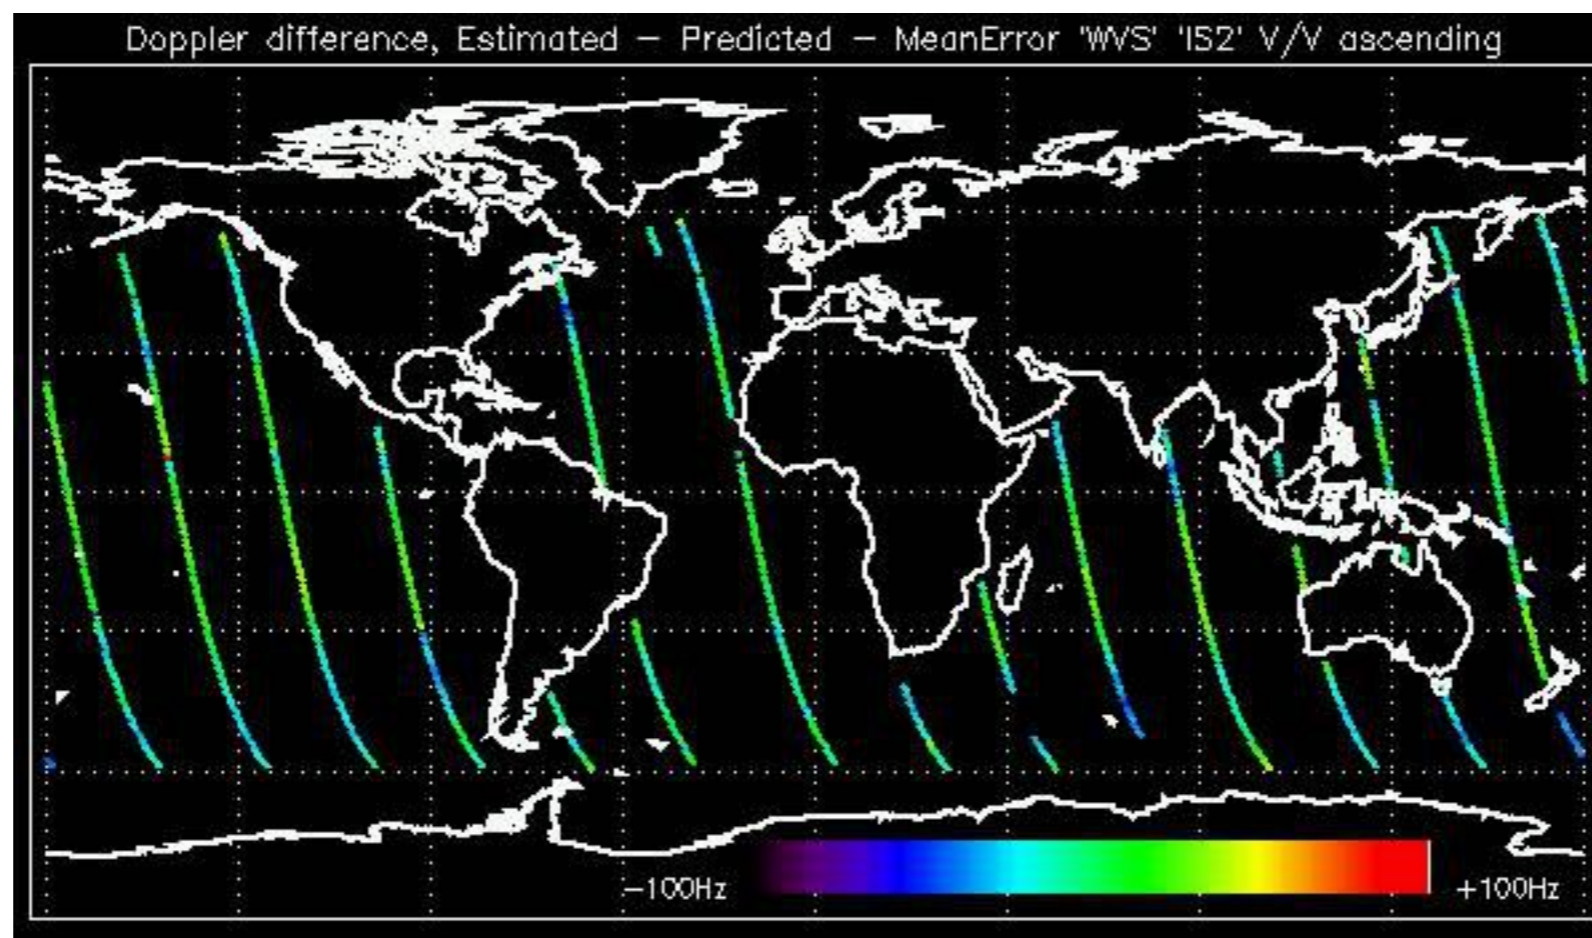 Doppler difference, Estimated - Predicted - MeanError 'WVS' 'IS2' V/V ascending
-100Hz
+100Hz